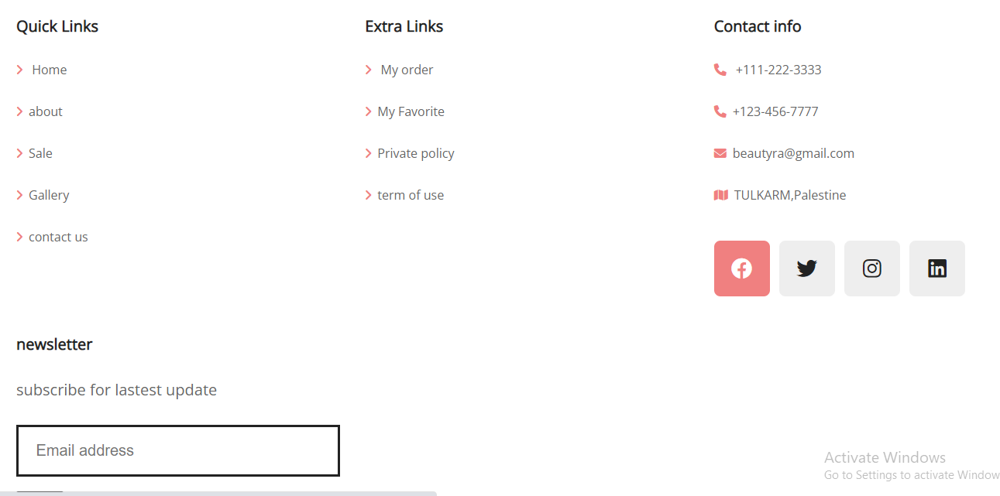 Quick Links
Home
about
Sale
Gallery
contact us
Extra Links
My order
My Favorite
Private policy
term of use
Contact info
+111-222-3333
+123-456-7777
beautyra@gmail.com
TULKARM,Palestine
newsletter
subscribe for lastest update
Email address
Activate Windows
Go to Settings to activate Window